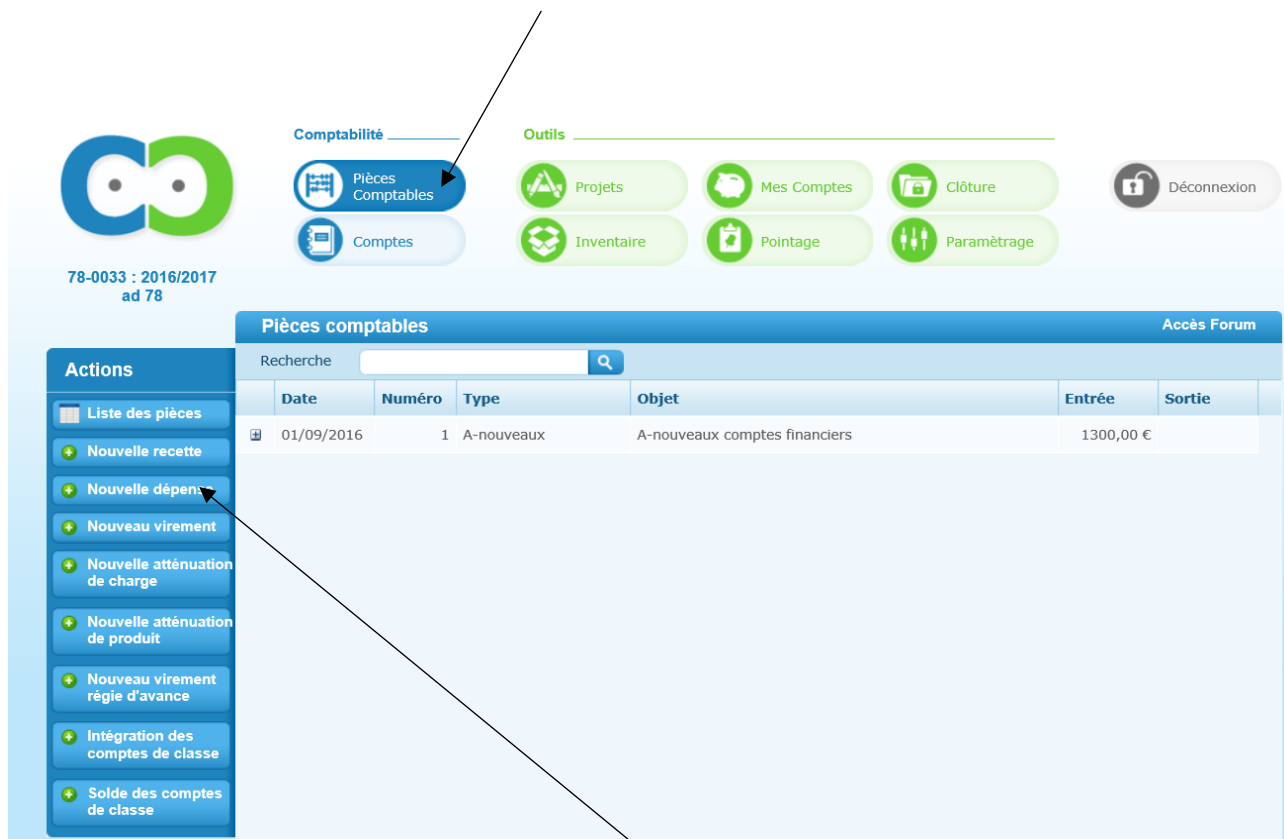 Comptabilité
Outils
Pièces
Comptables
Projets
Mes Comptes
Clôture
Déconnexion
Comptes
Inventaire
Pointage
Paramètrage
78-0033 : 2016/2017
ad 78
Pièces comptables
Accès Forum
Actions
Recherche
Date Numéro Type Objet Entrée Sortie
01/09/2016 1 A-nouveaux A-nouveaux comptes financiers 1300,00 €
Liste des pièces
Nouvelle recette
Nouvelle dépense
Nouveau virement
Nouvelle atténuation
de charge
Nouvelle atténuation
de produit
Nouveau virement
régie d'avance
Intégration des
comptes de classe
Solde des comptes
de classe